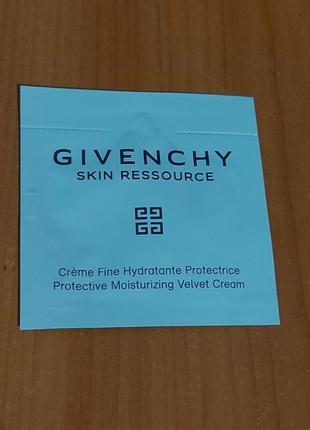 GIVENCHY
SKIN RESSOURCE
Crème Fine Hydratante Protectrice
Protective Moisturizing Velvet Cream